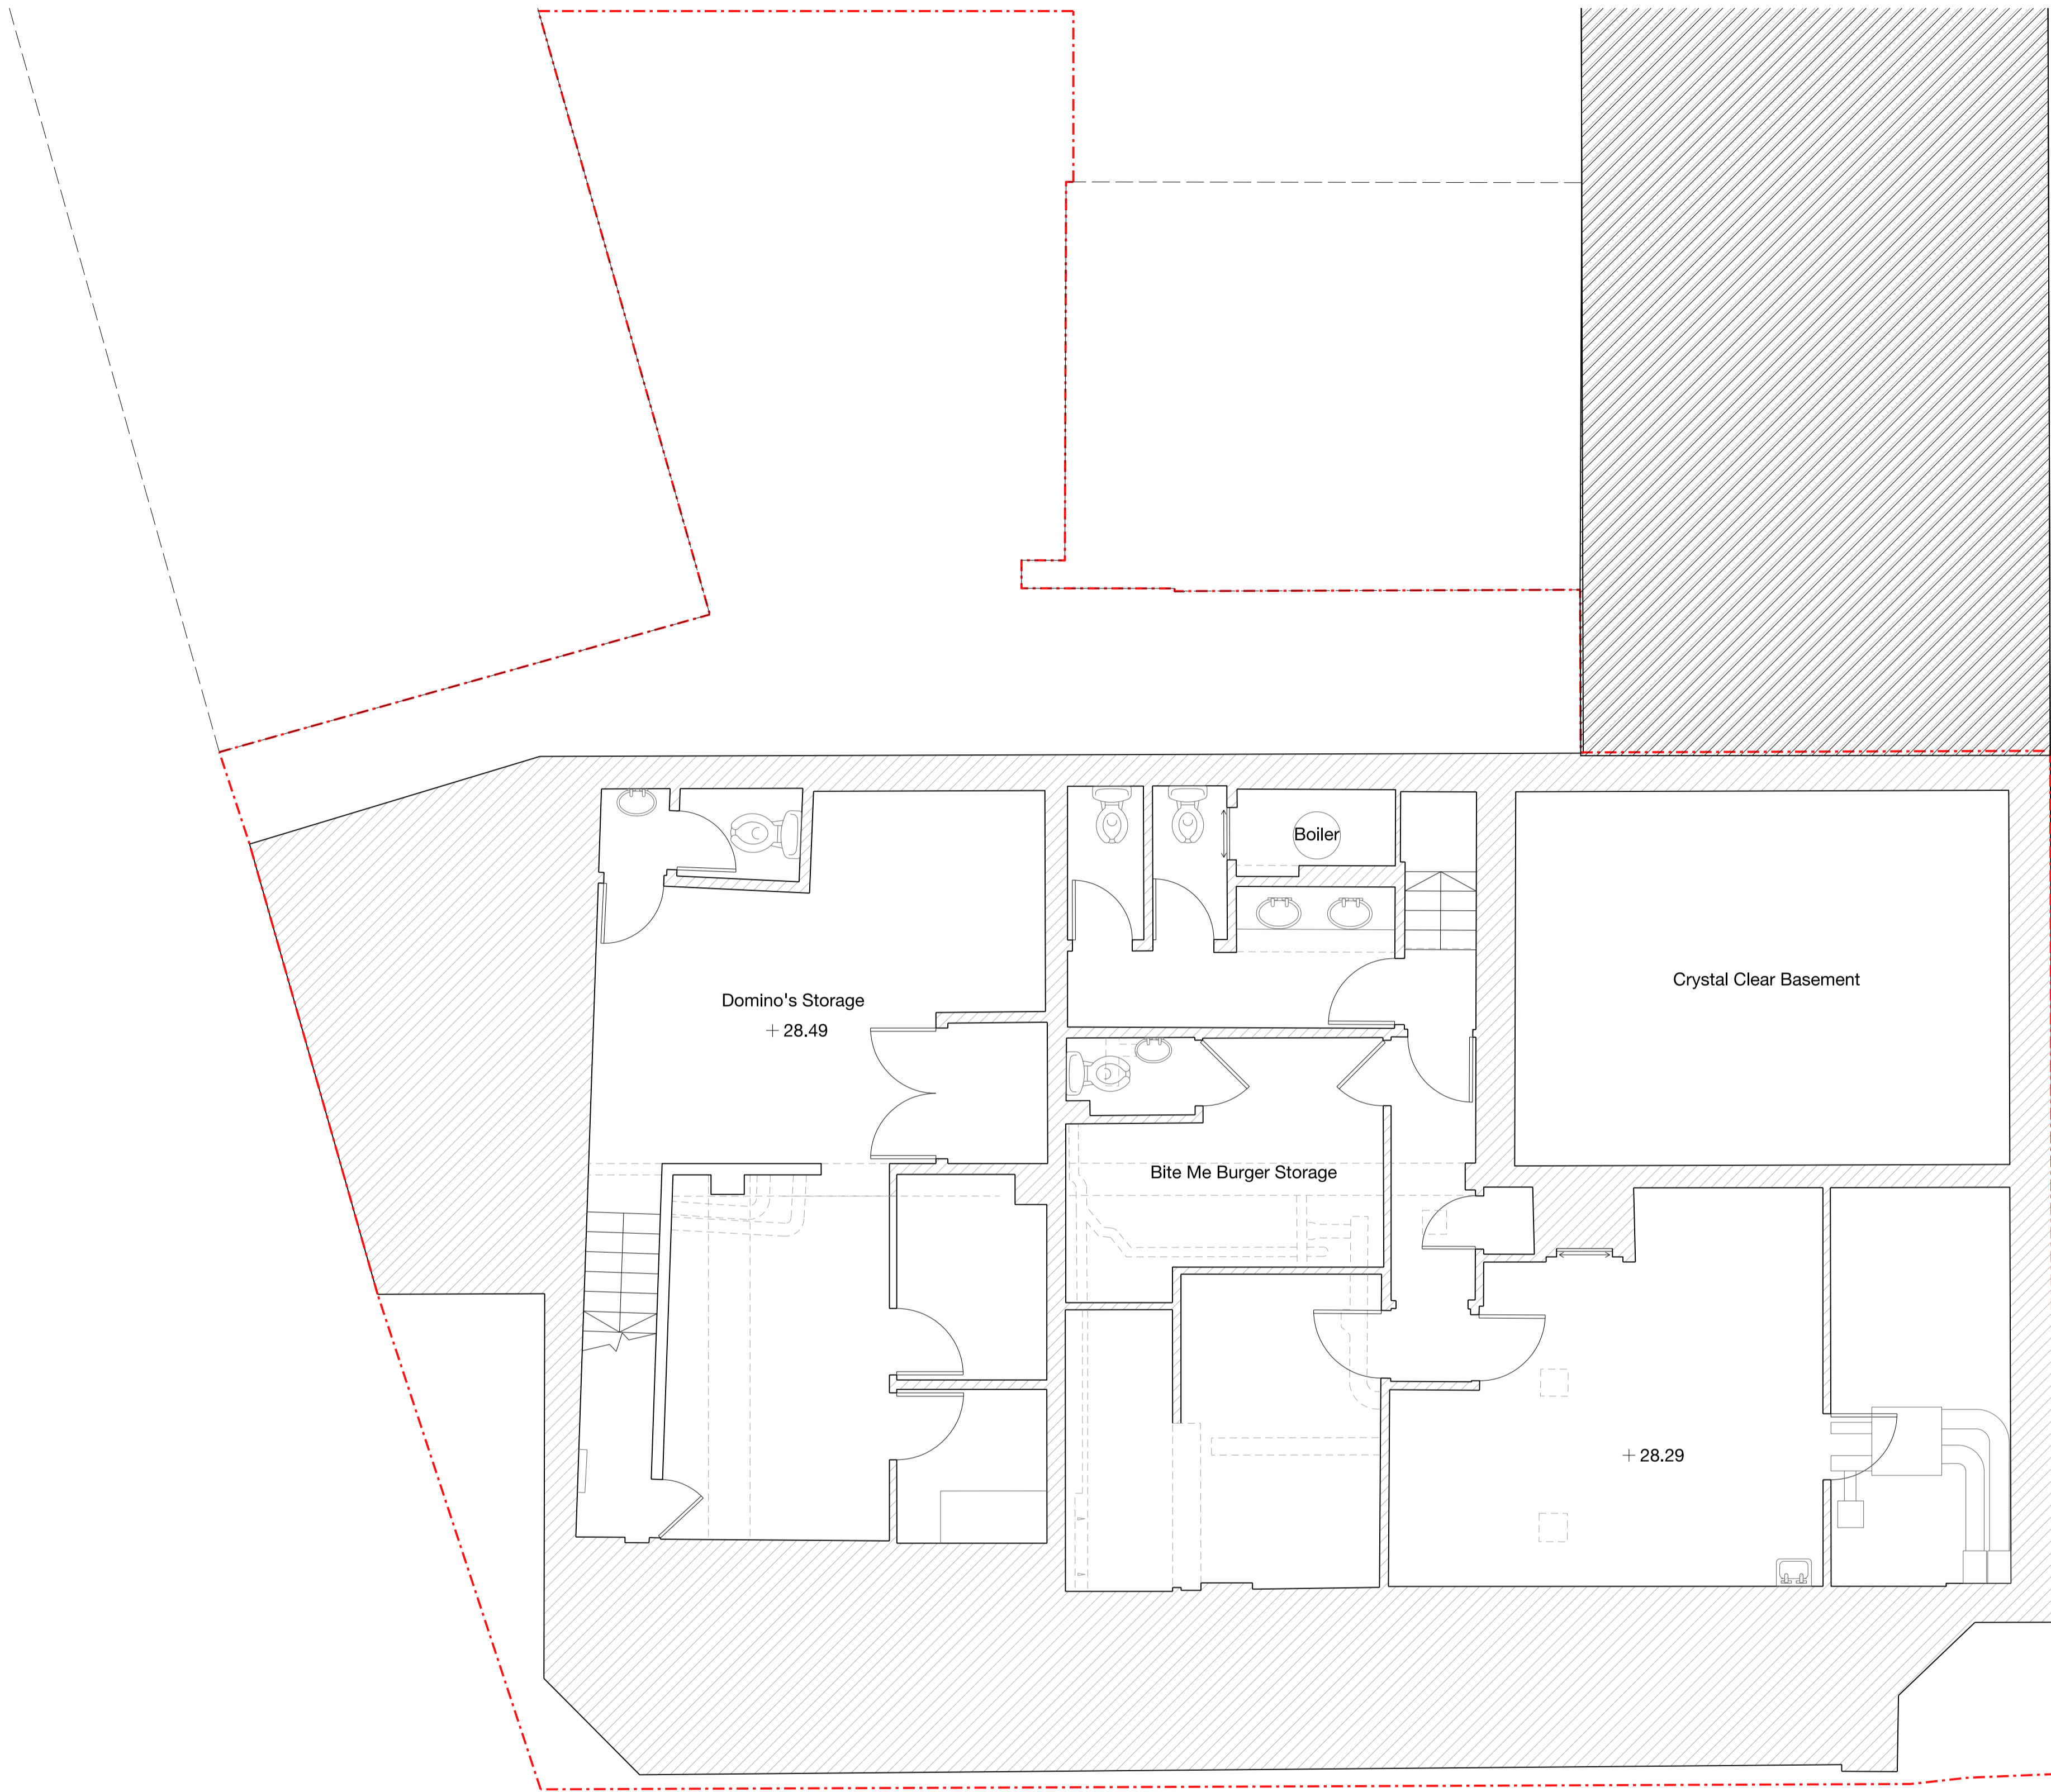 Boiler
Crystal Clear Basement
Domino's Storage
+ 28.49
Bite Me Burger Storage
+ 28.29